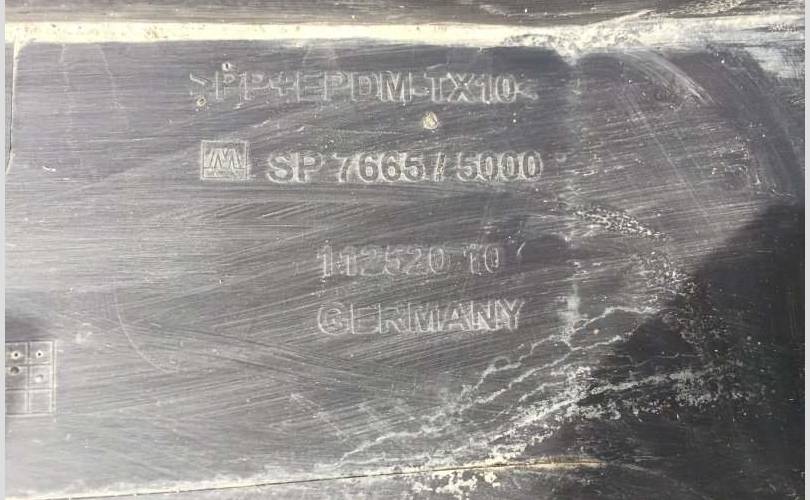 >PP+EPDM-TX10<
M SP 7665 / 5000
112520 10
GERMANY